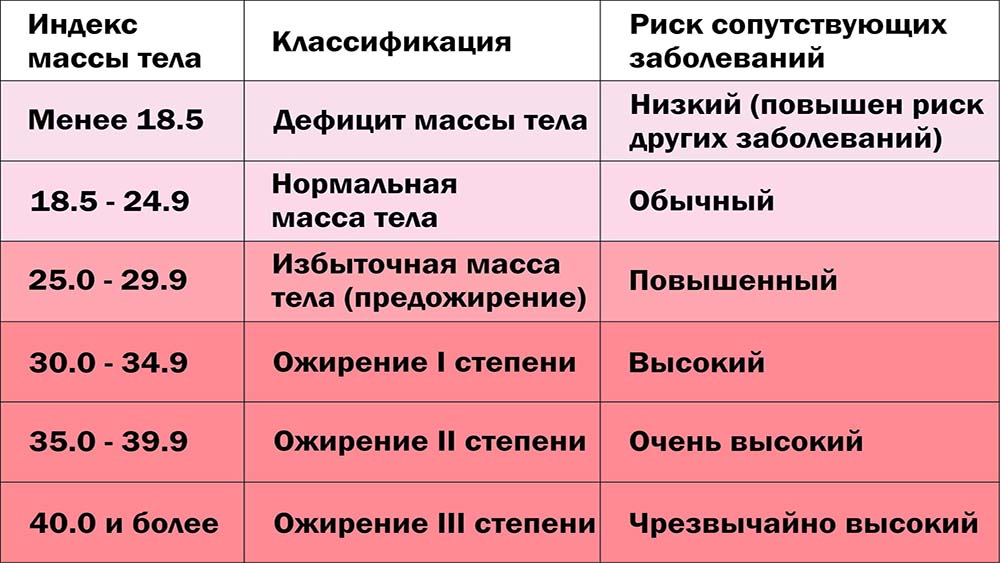 Индекс
массы тела
Классификация
Риск сопутствующих
заболеваний
Менее 18.5
Дефицит массы тела
Низкий (повышен риск
других заболеваний)
18.5 - 24.9
Нормальная
масса тела
Обычный
25.0 - 29.9
Избыточная масса
тела (предожирение)
Повышенный
30.0 - 34.9
Ожирение I степени
Высокий
35.0 - 39.9
Ожирение II степени
Очень высокий
40.0 и более
Ожирение III степени
Чрезвычайно высокий